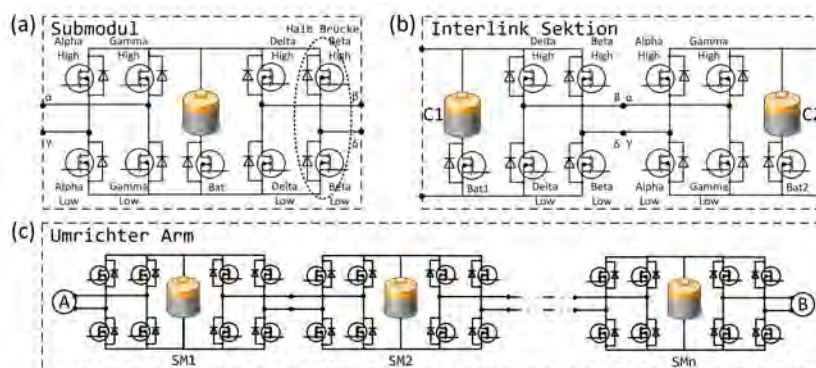 (a) Submodul
Halb Brücke
Alpha High
Gamma High
Delta High
Beta High
α
γ
β
δ
Alpha Low
Gamma Low
Bat
Delta Low
Beta Low
(b) Interlink Sektion
Delta High
Beta High
Alpha High
Gamma High
C1
β α
δ γ
C2
Bat1
Delta Low
Beta Low
Alpha Low
Gamma Low
Bat2
(c) Umrichter Arm
A
B
SM1
SM2
SMn